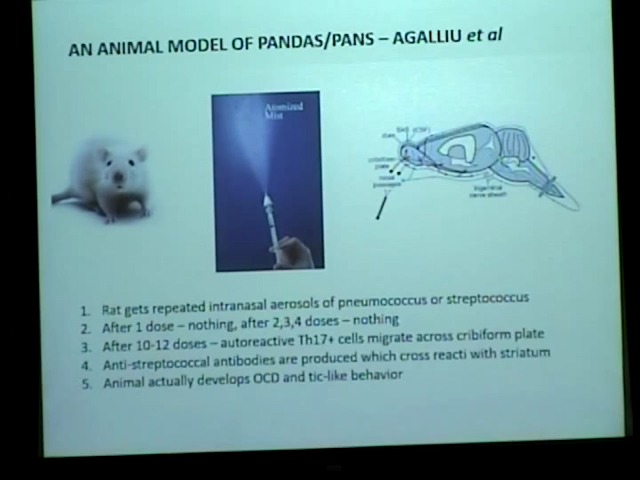 AN ANIMAL MODEL OF PANDAS/PANS – AGALLIU et al
Atomized
Mist
1. Rat gets repeated intranasal aerosols of pneumococcus or streptococcus
2. After 1 dose – nothing, after 2,3,4 doses – nothing
3. After 10-12 doses – autoreactive Th17+ cells migrate across cribiform plate
4. Anti-streptococcal antibodies are produced which cross reacti with striatum
5. Animal actually develops OCD and tic-like behavior